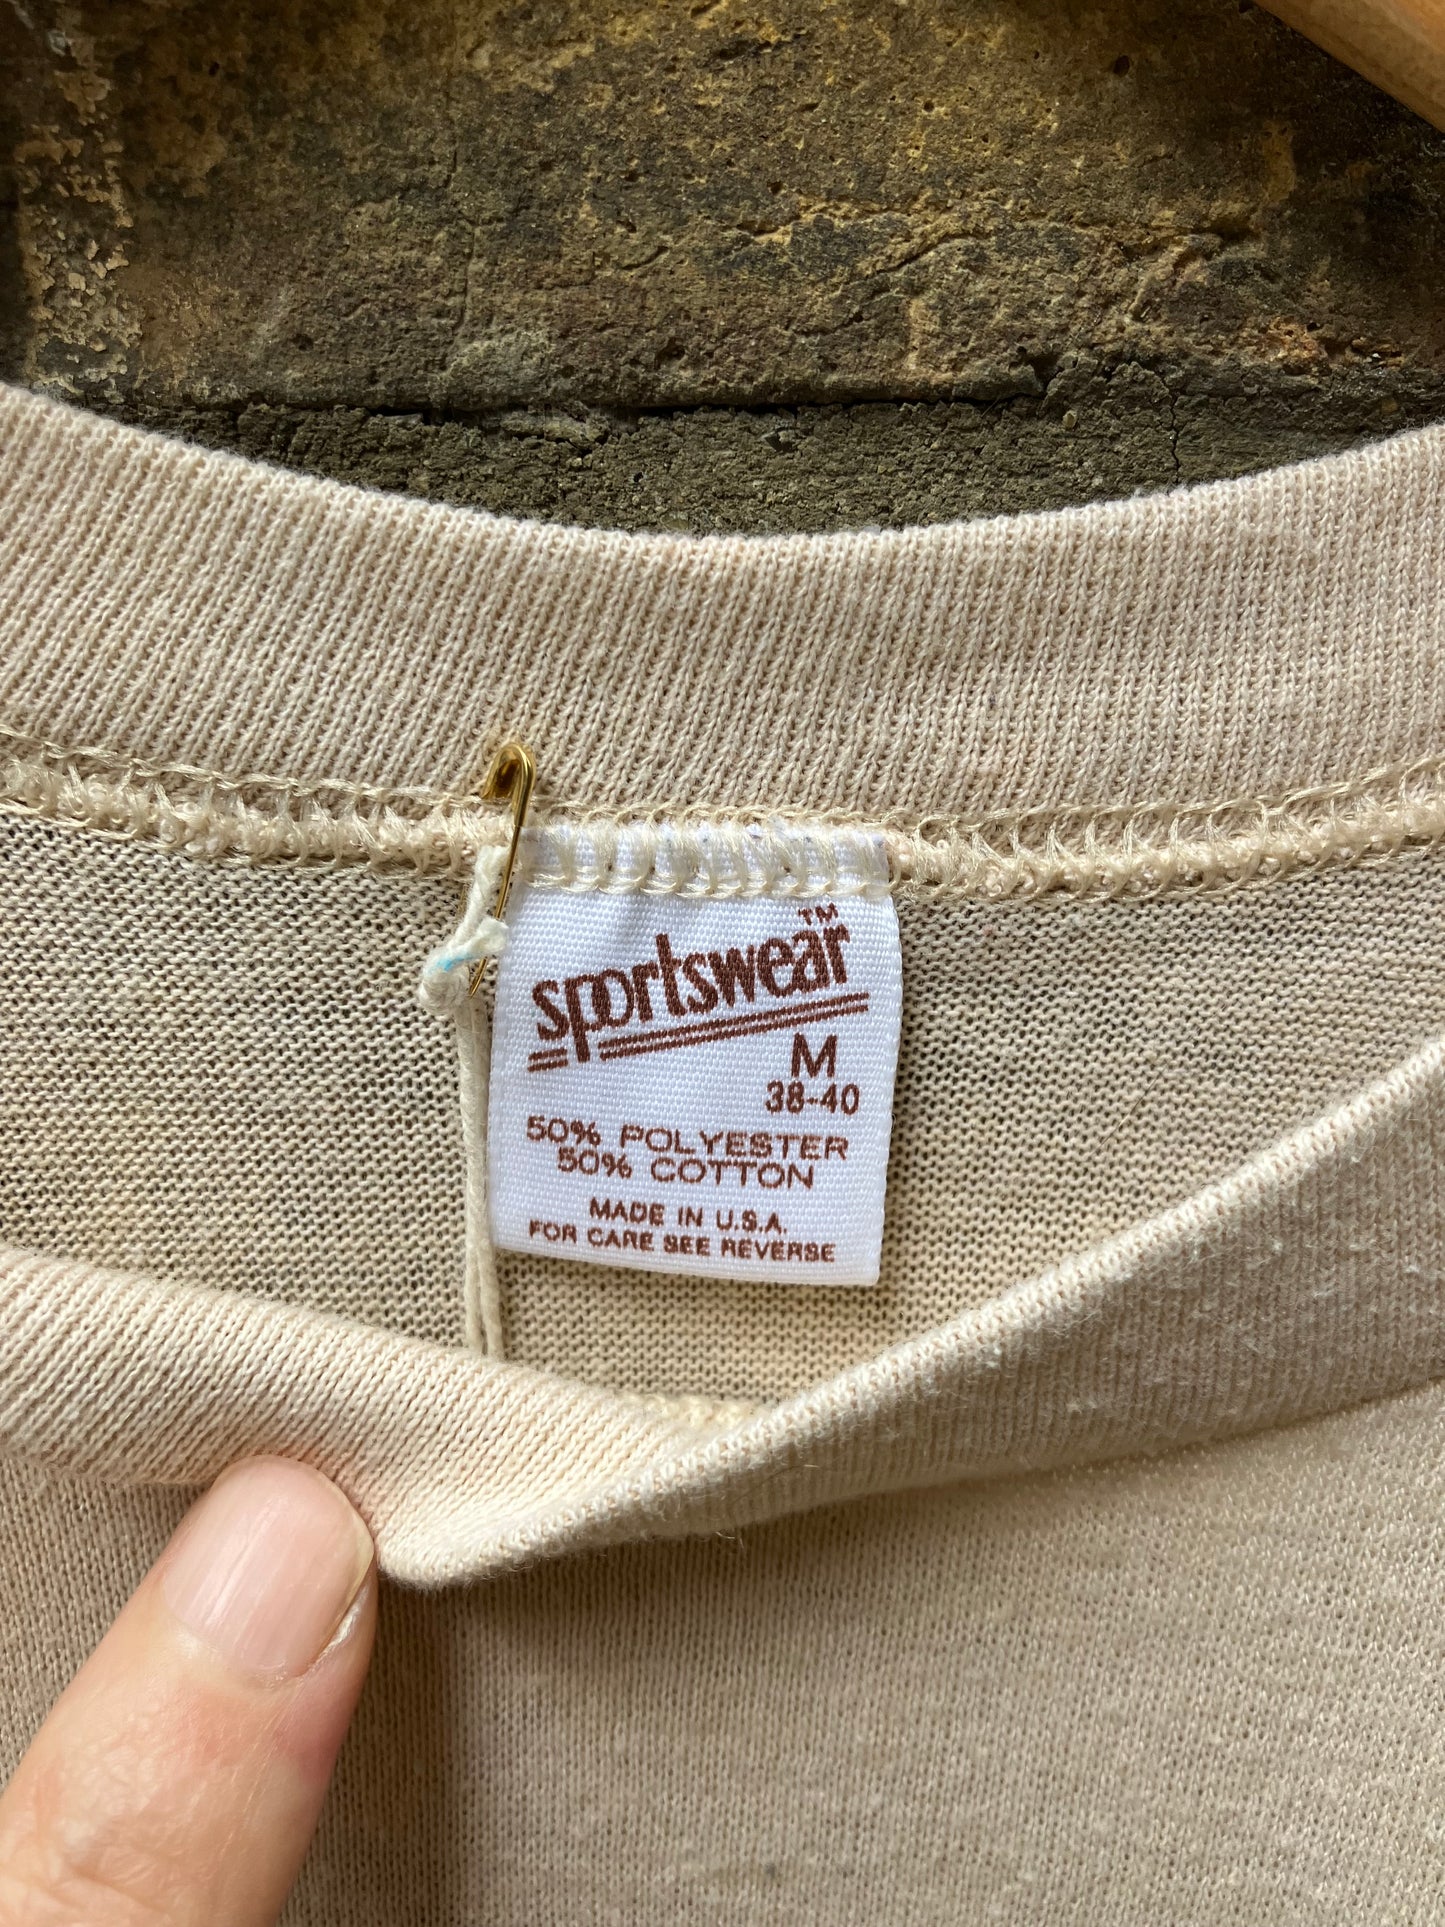 sportswear™
M
38-40
50% POLYESTER
50% COTTON
MADE IN U.S.A.
FOR CARE SEE REVERSE